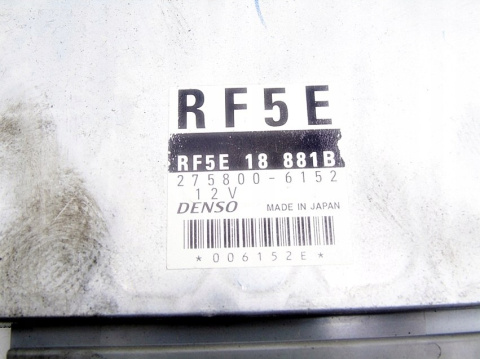 RF5E
RF5E 18 881B
275800-6152
12V
DENSO MADE IN JAPAN
*006152E*